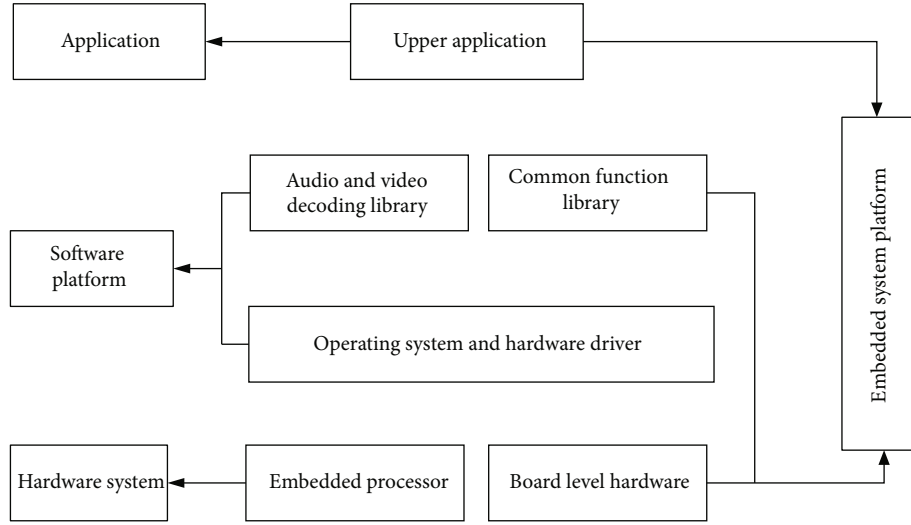 Application
Upper application
Audio and video
decoding library
Common function
library
Software
platform
Operating system and hardware driver
Embedded system platform
Hardware system
Embedded processor
Board level hardware